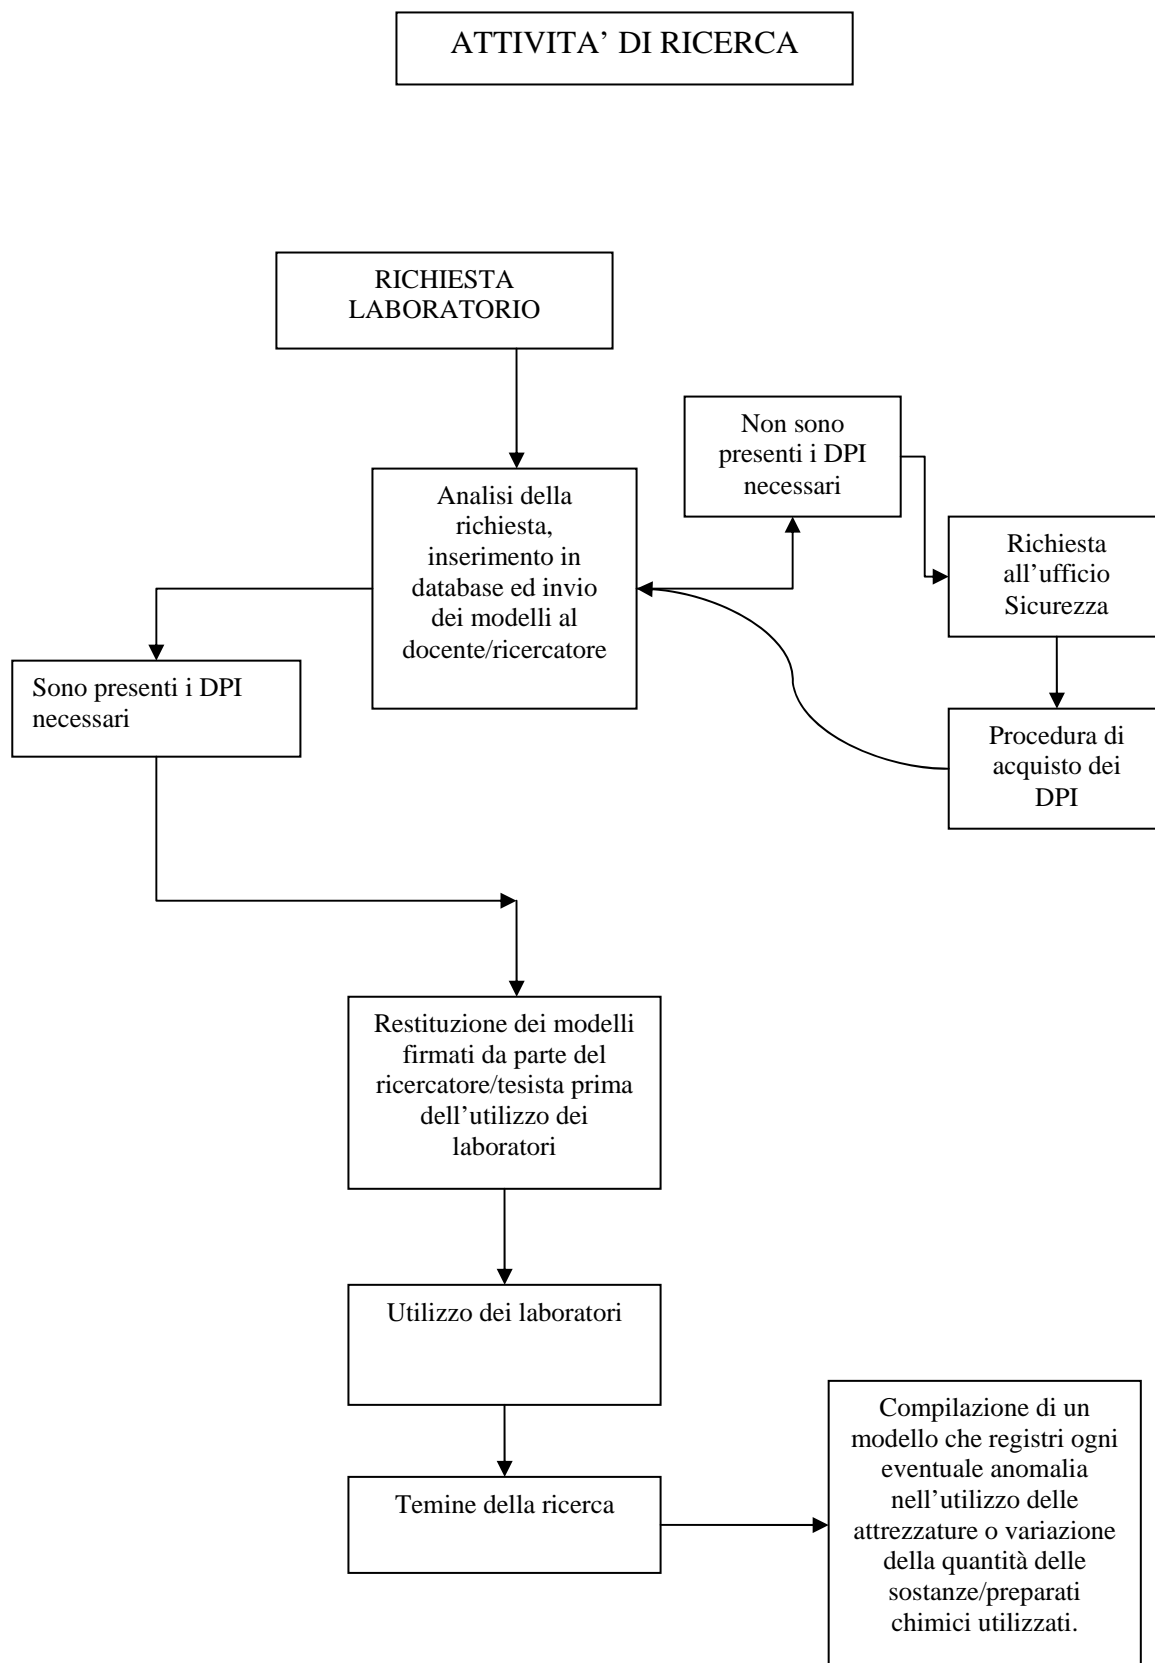 ATTIVITA’ DI RICERCA
RICHIESTA
LABORATORIO
Non sono
presenti i DPI
necessari
Analisi della
richiesta,
inserimento in
database ed invio
dei modelli al
docente/ricercatore
Richiesta
all’ufficio
Sicurezza
Sono presenti i DPI
necessari
Procedura di
acquisto dei
DPI
Restituzione dei modelli
firmati da parte del
ricercatore/tesista prima
dell’utilizzo dei
laboratori
Utilizzo dei laboratori
Temine della ricerca
Compilazione di un
modello che registri ogni
eventuale anomalia
nell’utilizzo delle
attrezzature o variazione
della quantità delle
sostanze/preparati
chimici utilizzati.